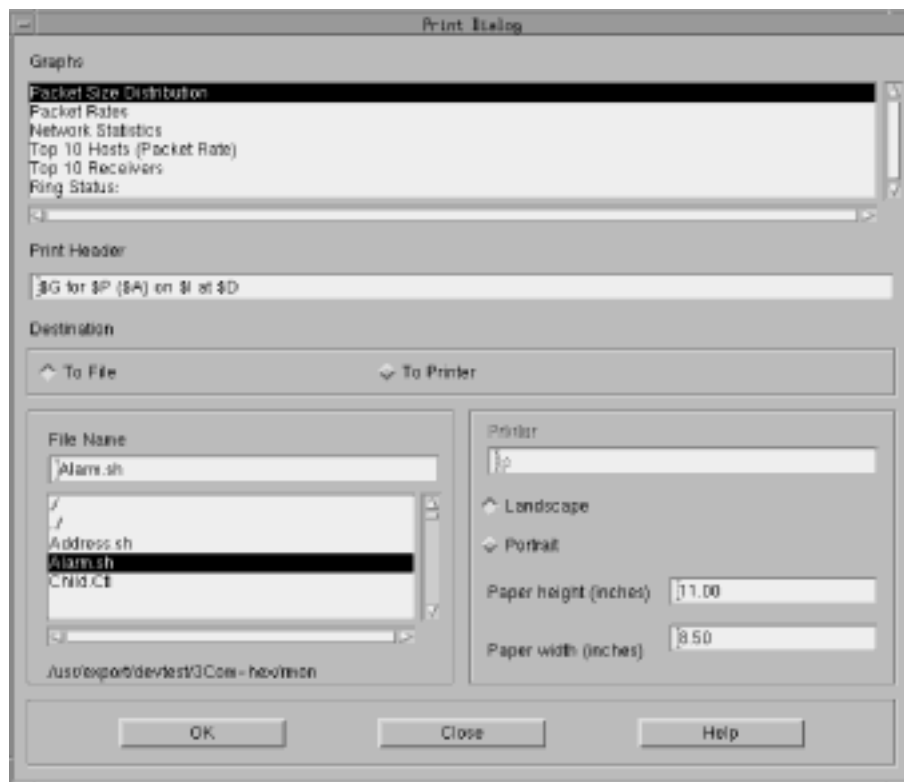 Print Dialog
Graphs
Packet Size Distribution
Packet Rates
Network Statistics
Top 10 Hosts (Packet Rate)
Top 10 Receivers
Ring Status:
Print Header
$G for $P ($A) on $I at $D
Destination
To File
To Printer
File Name
Alarm.sh
./
../
Address.sh
Alarm.sh
Child.Ctl
/usr/export/devtest/3Com-hex/rmon
Printer
lp
Landscape
Portrait
Paper height (inches)
11.00
Paper width (inches)
8.50
OK
Close
Help